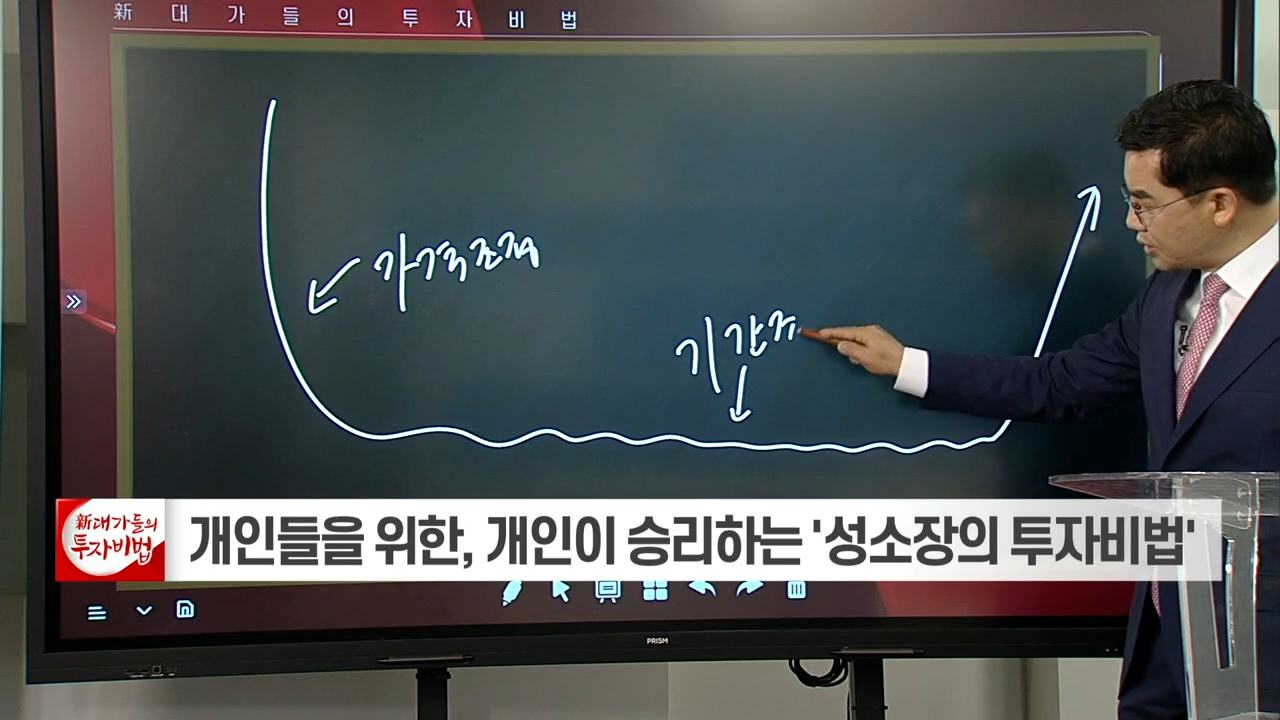 新 대 가 들 의 투 자 비 법
가격조정
기간조
新대가들의
투자비법
개인들을 위한, 개인이 승리하는 '성소장의 투자비법'
PRISM